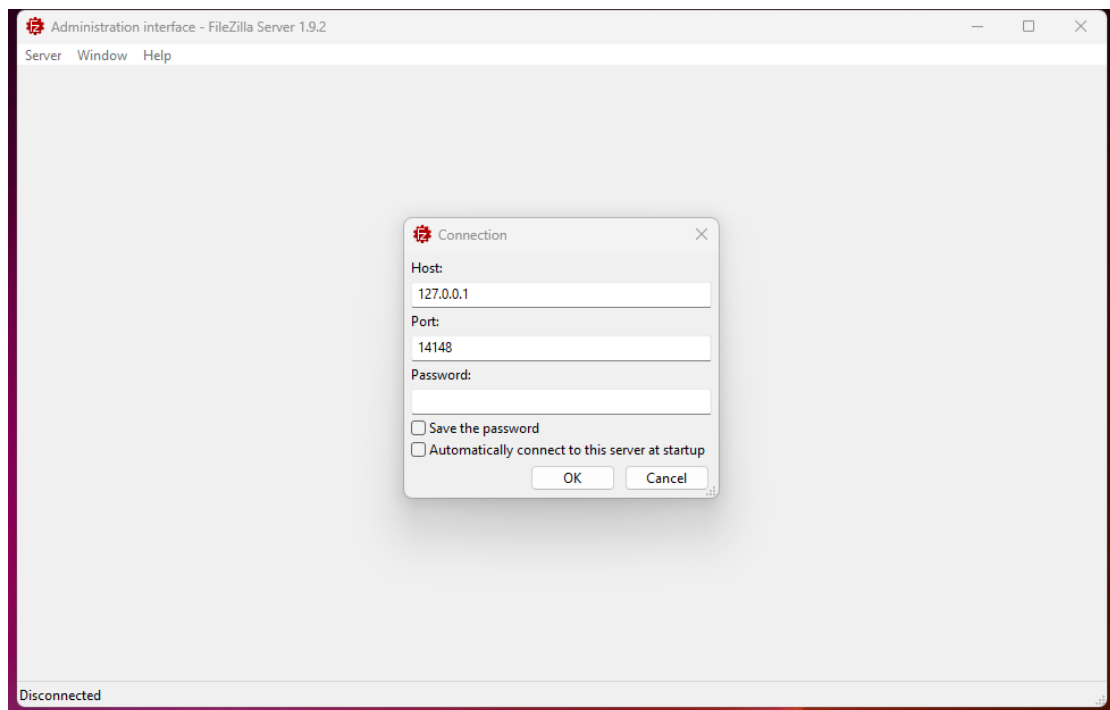 Administration interface - FileZilla Server 1.9.2
Server Window Help
Connection
Host:
127.0.0.1
Port:
14148
Password:
Save the password
Automatically connect to this server at startup
OK Cancel
Disconnected